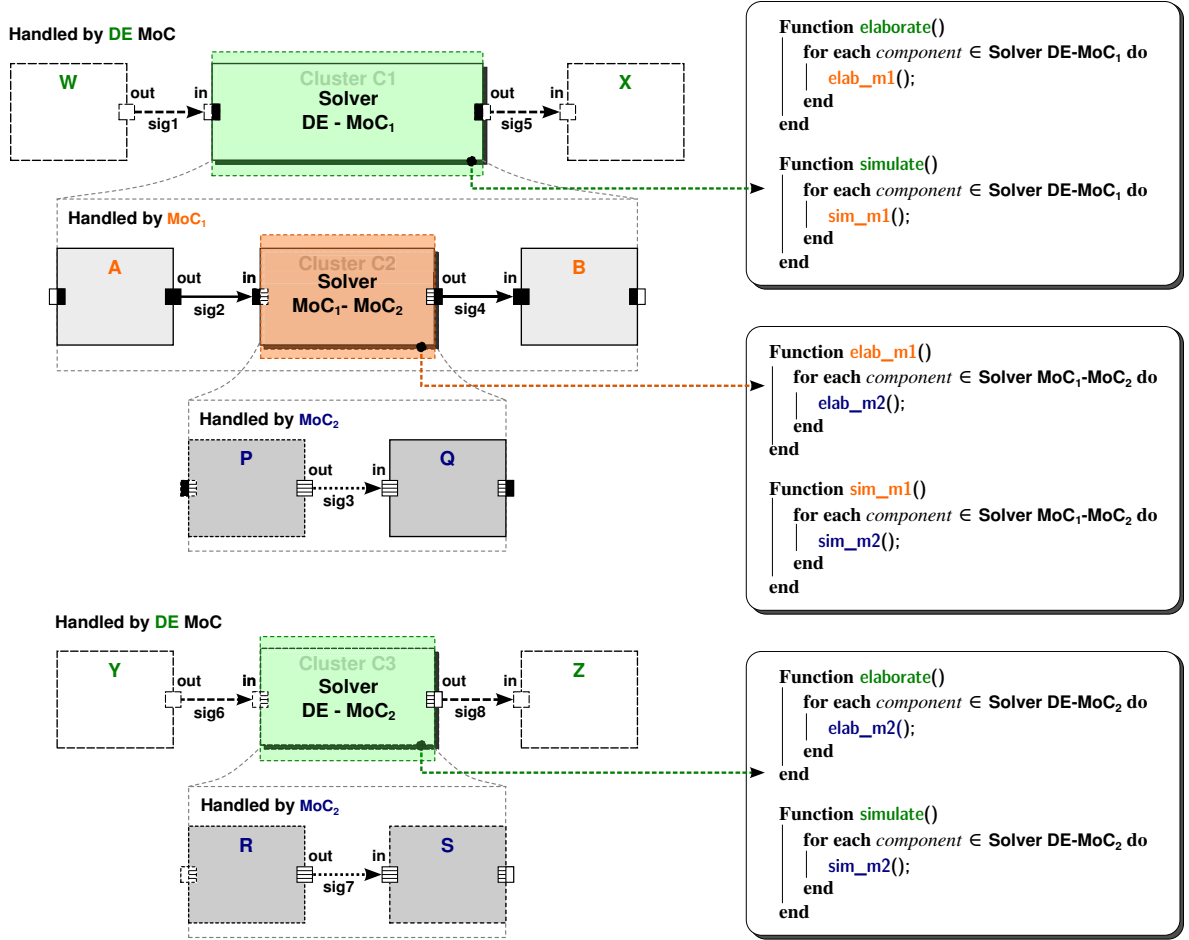 Handled by DE MoC
W
out
sig1
in
Cluster C1
Solver
DE - MoC₁
out
sig5
in
X
Handled by MoC₁
A
out
sig2
in
Cluster C2
Solver
MoC₁- MoC₂
out
sig4
in
B
Handled by MoC₂
P
out
sig3
in
Q
Handled by DE MoC
Y
out
sig6
in
Cluster C3
Solver
DE - MoC₂
out
sig8
in
Z
Handled by MoC₂
R
out
sig7
in
S
Function elaborate()
for each component ∈ Solver DE-MoC₁ do
elab_m1();
end
end
Function simulate()
for each component ∈ Solver DE-MoC₁ do
sim_m1();
end
end
Function elab_m1()
for each component ∈ Solver MoC₁-MoC₂ do
elab_m2();
end
end
Function sim_m1()
for each component ∈ Solver MoC₁-MoC₂ do
sim_m2();
end
end
Function elaborate()
for each component ∈ Solver DE-MoC₂ do
elab_m2();
end
end
Function simulate()
for each component ∈ Solver DE-MoC₂ do
sim_m2();
end
end